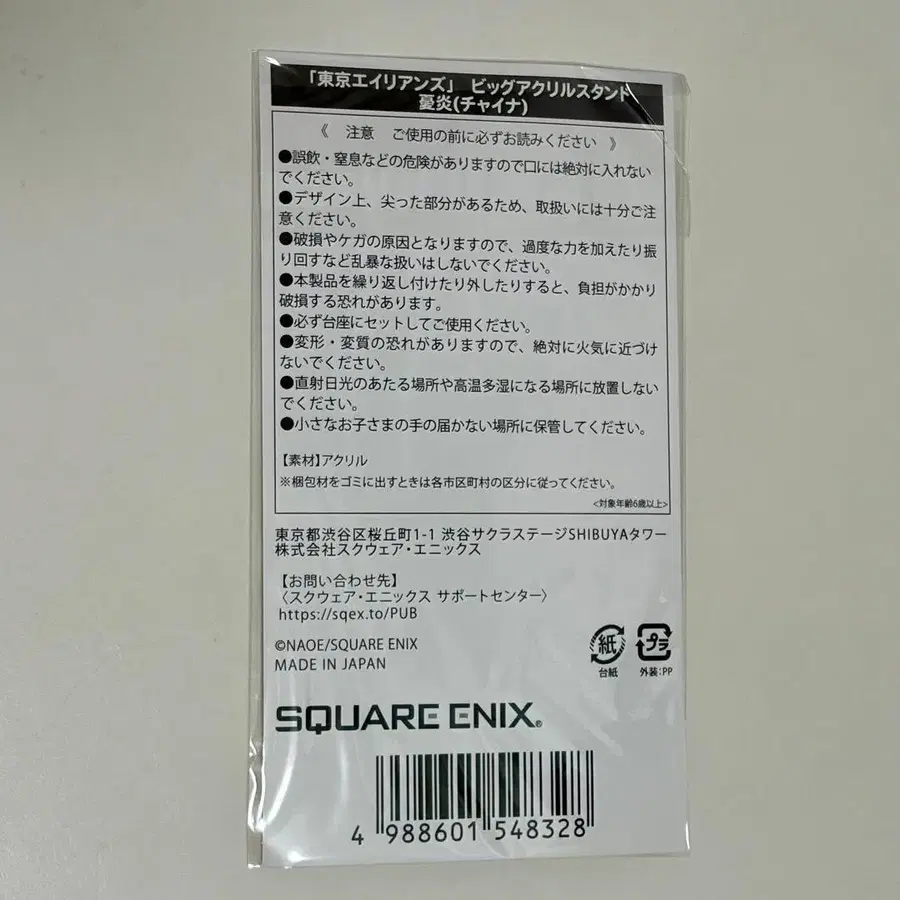 「東京エイリアンズ」 ビッグアクリルスタンド
憂炎(チャイナ)
《 注意 ご使用の前に必ずお読みください 》
●誤飲・窒息などの危険がありますので口には絶対に入れない
でください。
●デザイン上、尖った部分があるため、取扱いには十分ご注
意ください。
●破損やケガの原因となりますので、過度な力を加えたり振
り回すなど乱暴な扱いはしないでください。
●本製品を繰り返し付けたり外したりすると、負担がかかり
破損する恐れがあります。
●必ず台座にセットしてご使用ください。
●変形・変質の恐れがありますので、絶対に火気に近づけ
ないでください。
●直射日光のあたる場所や高温多湿になる場所に放置しない
でください。
●小さなお子さまの手の届かない場所に保管してください。
【素材】アクリル
※梱包材をゴミに出すときは各市区町村の区分に従ってください。
<対象年齢6歳以上>
東京都渋谷区桜丘町1-1 渋谷サクラステージSHIBUYAタワー
株式会社スクウェア・エニックス
【お問い合わせ先】
〈スクウェア・エニックス サポートセンター〉
https://sqex.to/PUB
©NAOE/SQUARE ENIX
MADE IN JAPAN
紙 プラ
台紙 外装:PP
SQUARE ENIX®
4 988601 548328